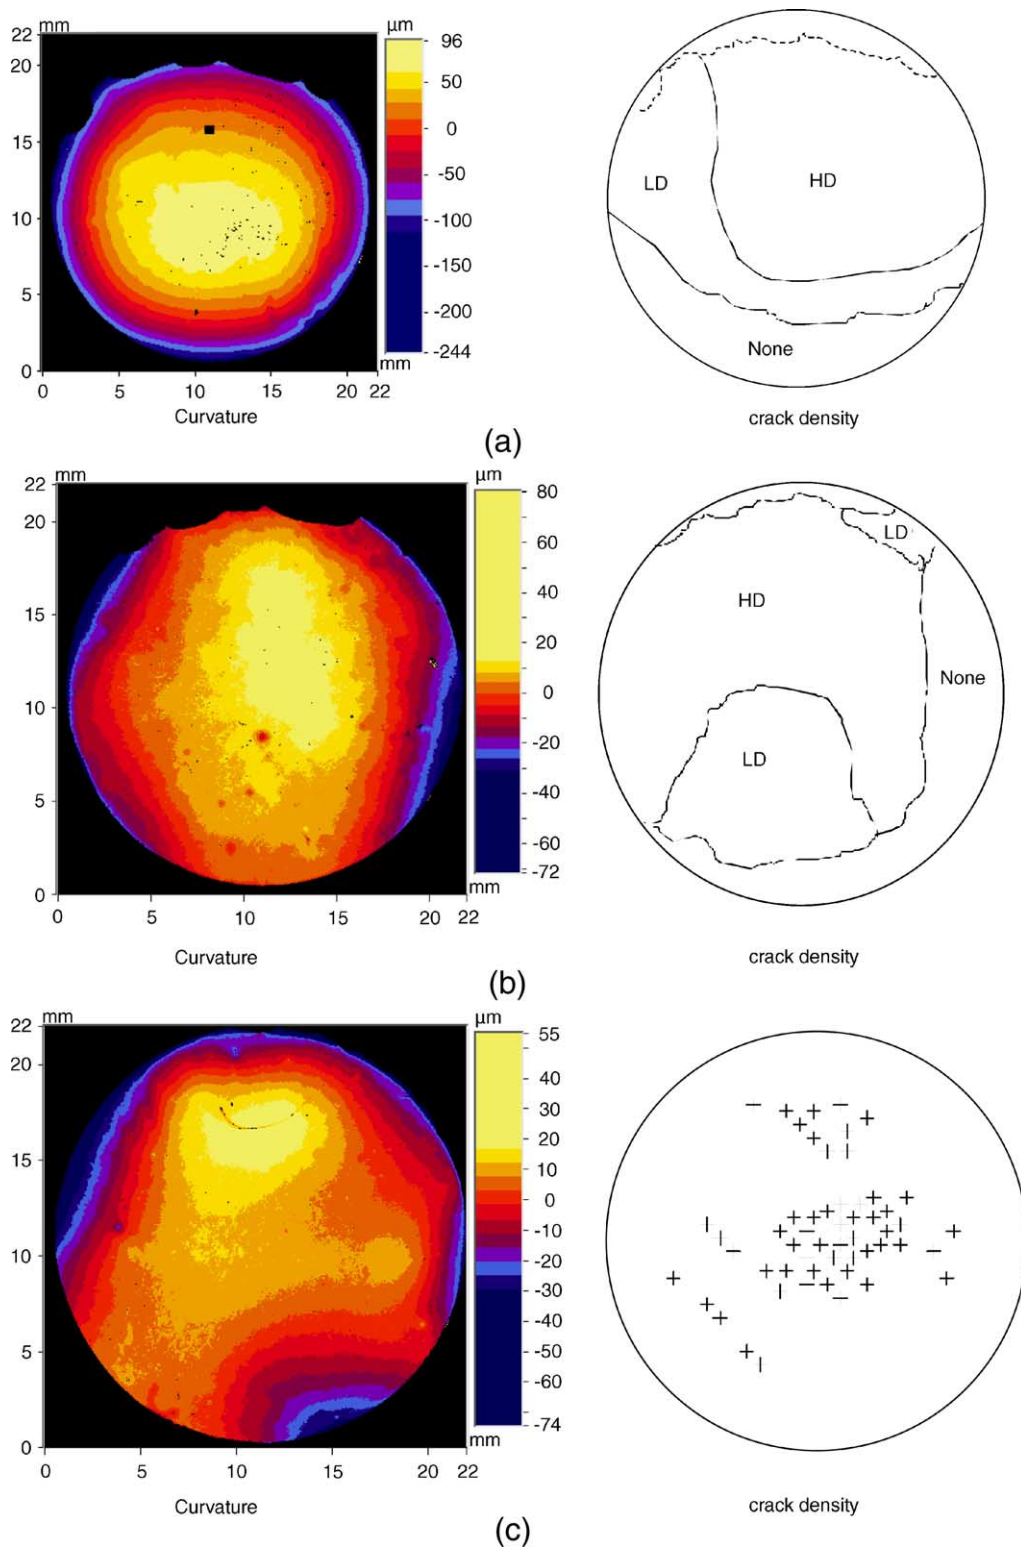 mm
µm
22
20
15
10
5
0
0
5
10
15
20
22
mm
96
50
0
-50
-100
-150
-200
-244
Curvature
LD
HD
None
crack density
(a)
mm
µm
22
20
15
10
5
0
0
5
10
15
20
22
mm
80
60
40
20
0
-20
-40
-60
-72
Curvature
LD
HD
None
LD
crack density
(b)
mm
µm
22
20
15
10
5
0
0
5
10
15
20
22
mm
55
40
30
20
10
0
-10
-20
-30
-40
-50
-60
-74
Curvature
crack density
(c)